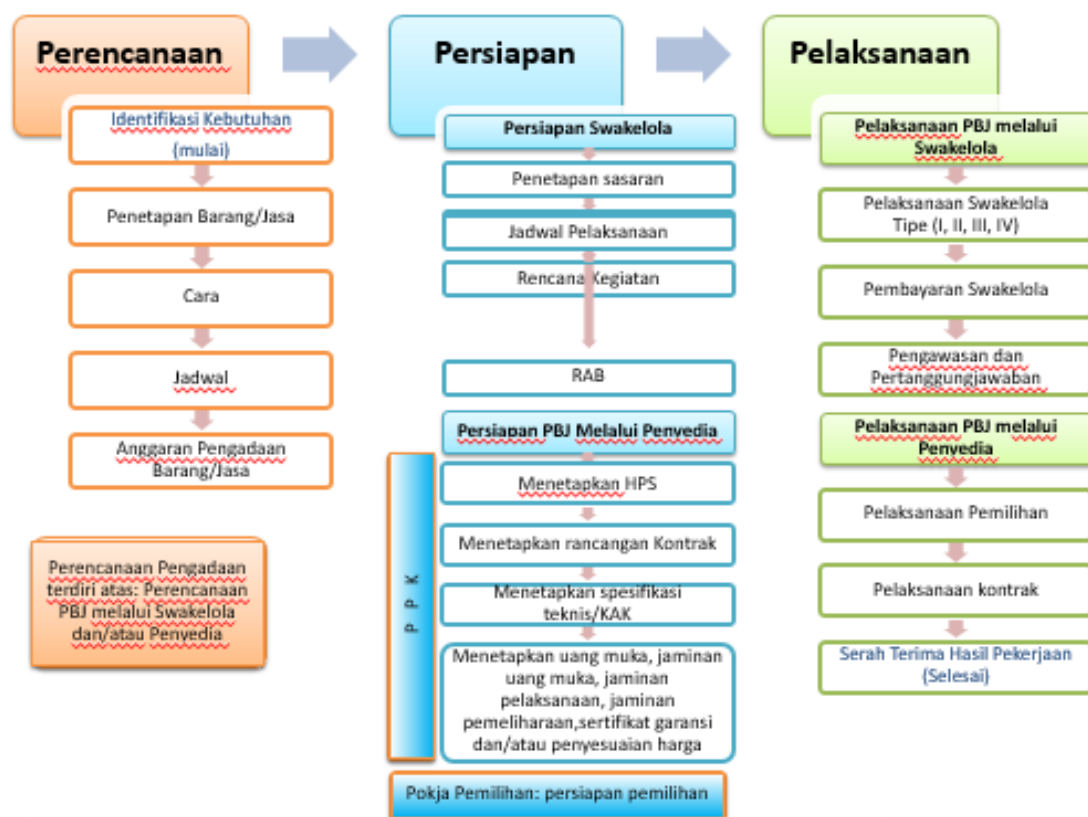 Perencanaan
Identifikasi Kebutuhan
(mulai)
Penetapan Barang/Jasa
Cara
Jadwal
Anggaran Pengadaan
Barang/Jasa
Perencanaan Pengadaan
terdiri atas: Perencanaan
PBJ melalui Swakelola
dan/atau Penyedia
Persiapan
Persiapan Swakelola
Penetapan sasaran
Jadwal Pelaksanaan
Rencana Kegiatan
RAB
Persiapan PBJ Melalui Penyedia
PPK
Menetapkan HPS
Menetapkan rancangan Kontrak
Menetapkan spesifikasi
teknis/KAK
Menetapkan uang muka, jaminan
uang muka, jaminan
pelaksanaan, jaminan
pemeliharaan,sertifikat garansi
dan/atau penyesuaian harga
Pokja Pemilihan: persiapan pemilihan
Pelaksanaan
Pelaksanaan PBJ melalui
Swakelola
Pelaksanaan Swakelola
Tipe (I, II, III, IV)
Pembayaran Swakelola
Pengawasan dan
Pertanggungjawaban
Pelaksanaan PBJ melalui
Penyedia
Pelaksanaan Pemilihan
Pelaksanaan kontrak
Serah Terima Hasil Pekerjaan
(Selesai)